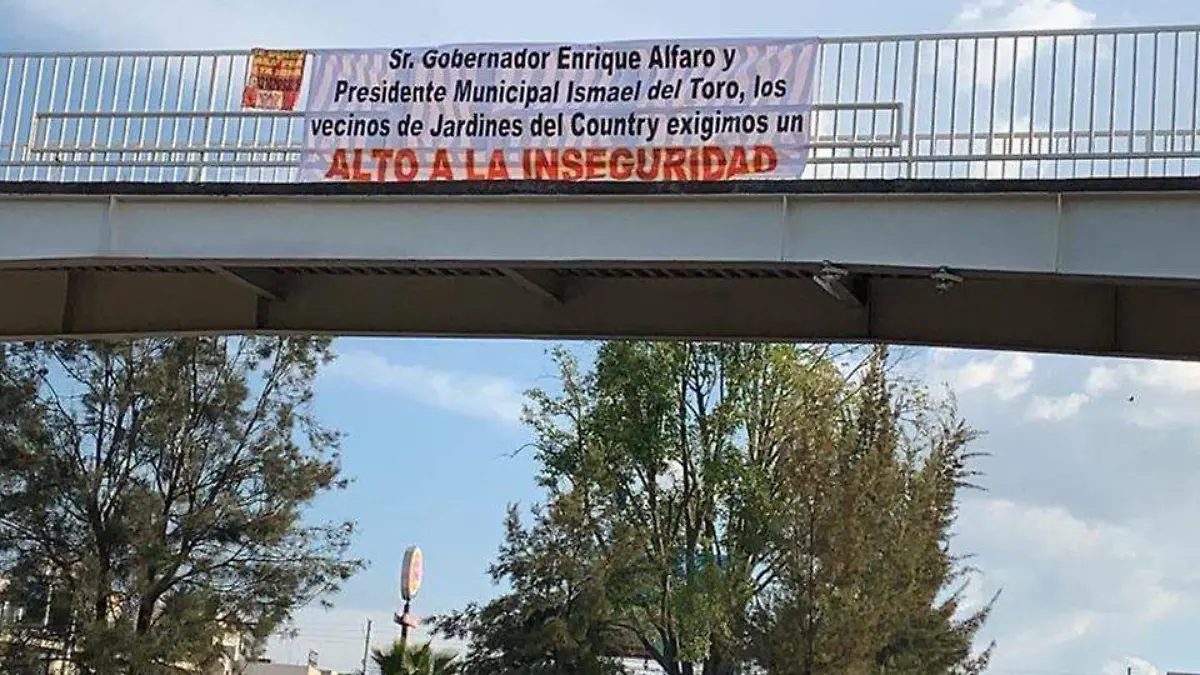 Sr. Gobernador Enrique Alfaro y
Presidente Municipal Ismael del Toro, los
vecinos de Jardines del Country exigimos un
ALTO A LA INSEGURIDAD